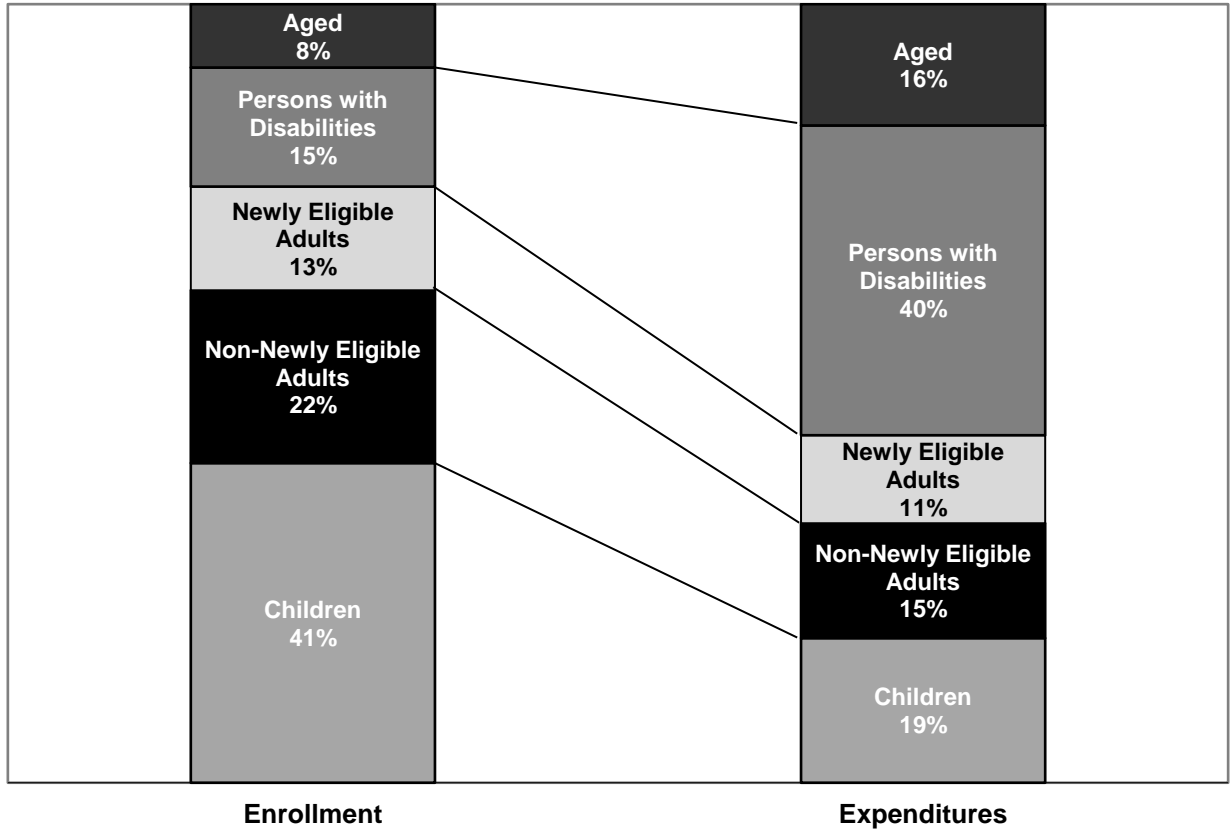 Aged
8%
Persons with
Disabilities
15%
Newly Eligible
Adults
13%
Non-Newly Eligible
Adults
22%
Children
41%
Enrollment
Aged
16%
Persons with
Disabilities
40%
Newly Eligible
Adults
11%
Non-Newly Eligible
Adults
15%
Children
19%
Expenditures